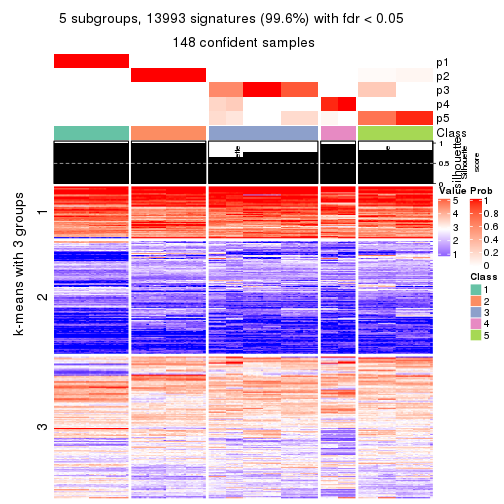 5 subgroups, 13993 signatures (99.6%) with fdr < 0.05
148 confident samples
p1
p2
p3
p4
p5
Class
1
0.5
0
silhouette
Silhouette
score
k-means with 3 groups
1
2
3
Value
5
4
3
2
1
Prob
1
0.8
0.6
0.4
0.2
0
Class
1
2
3
4
5